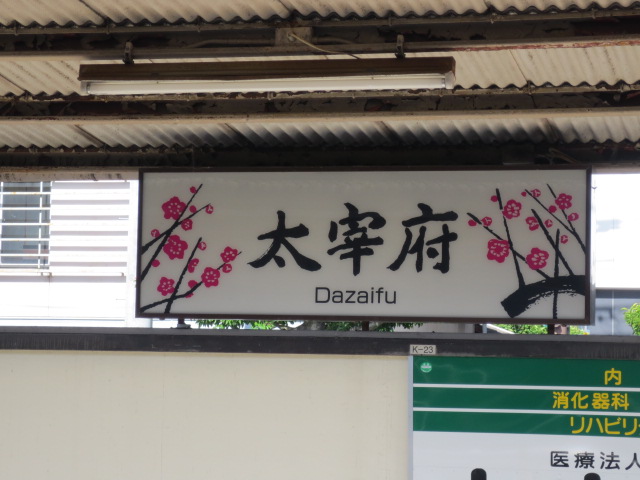 太宰府
Dazaifu
K-23
内
消化器科
リハビリ
医療法人